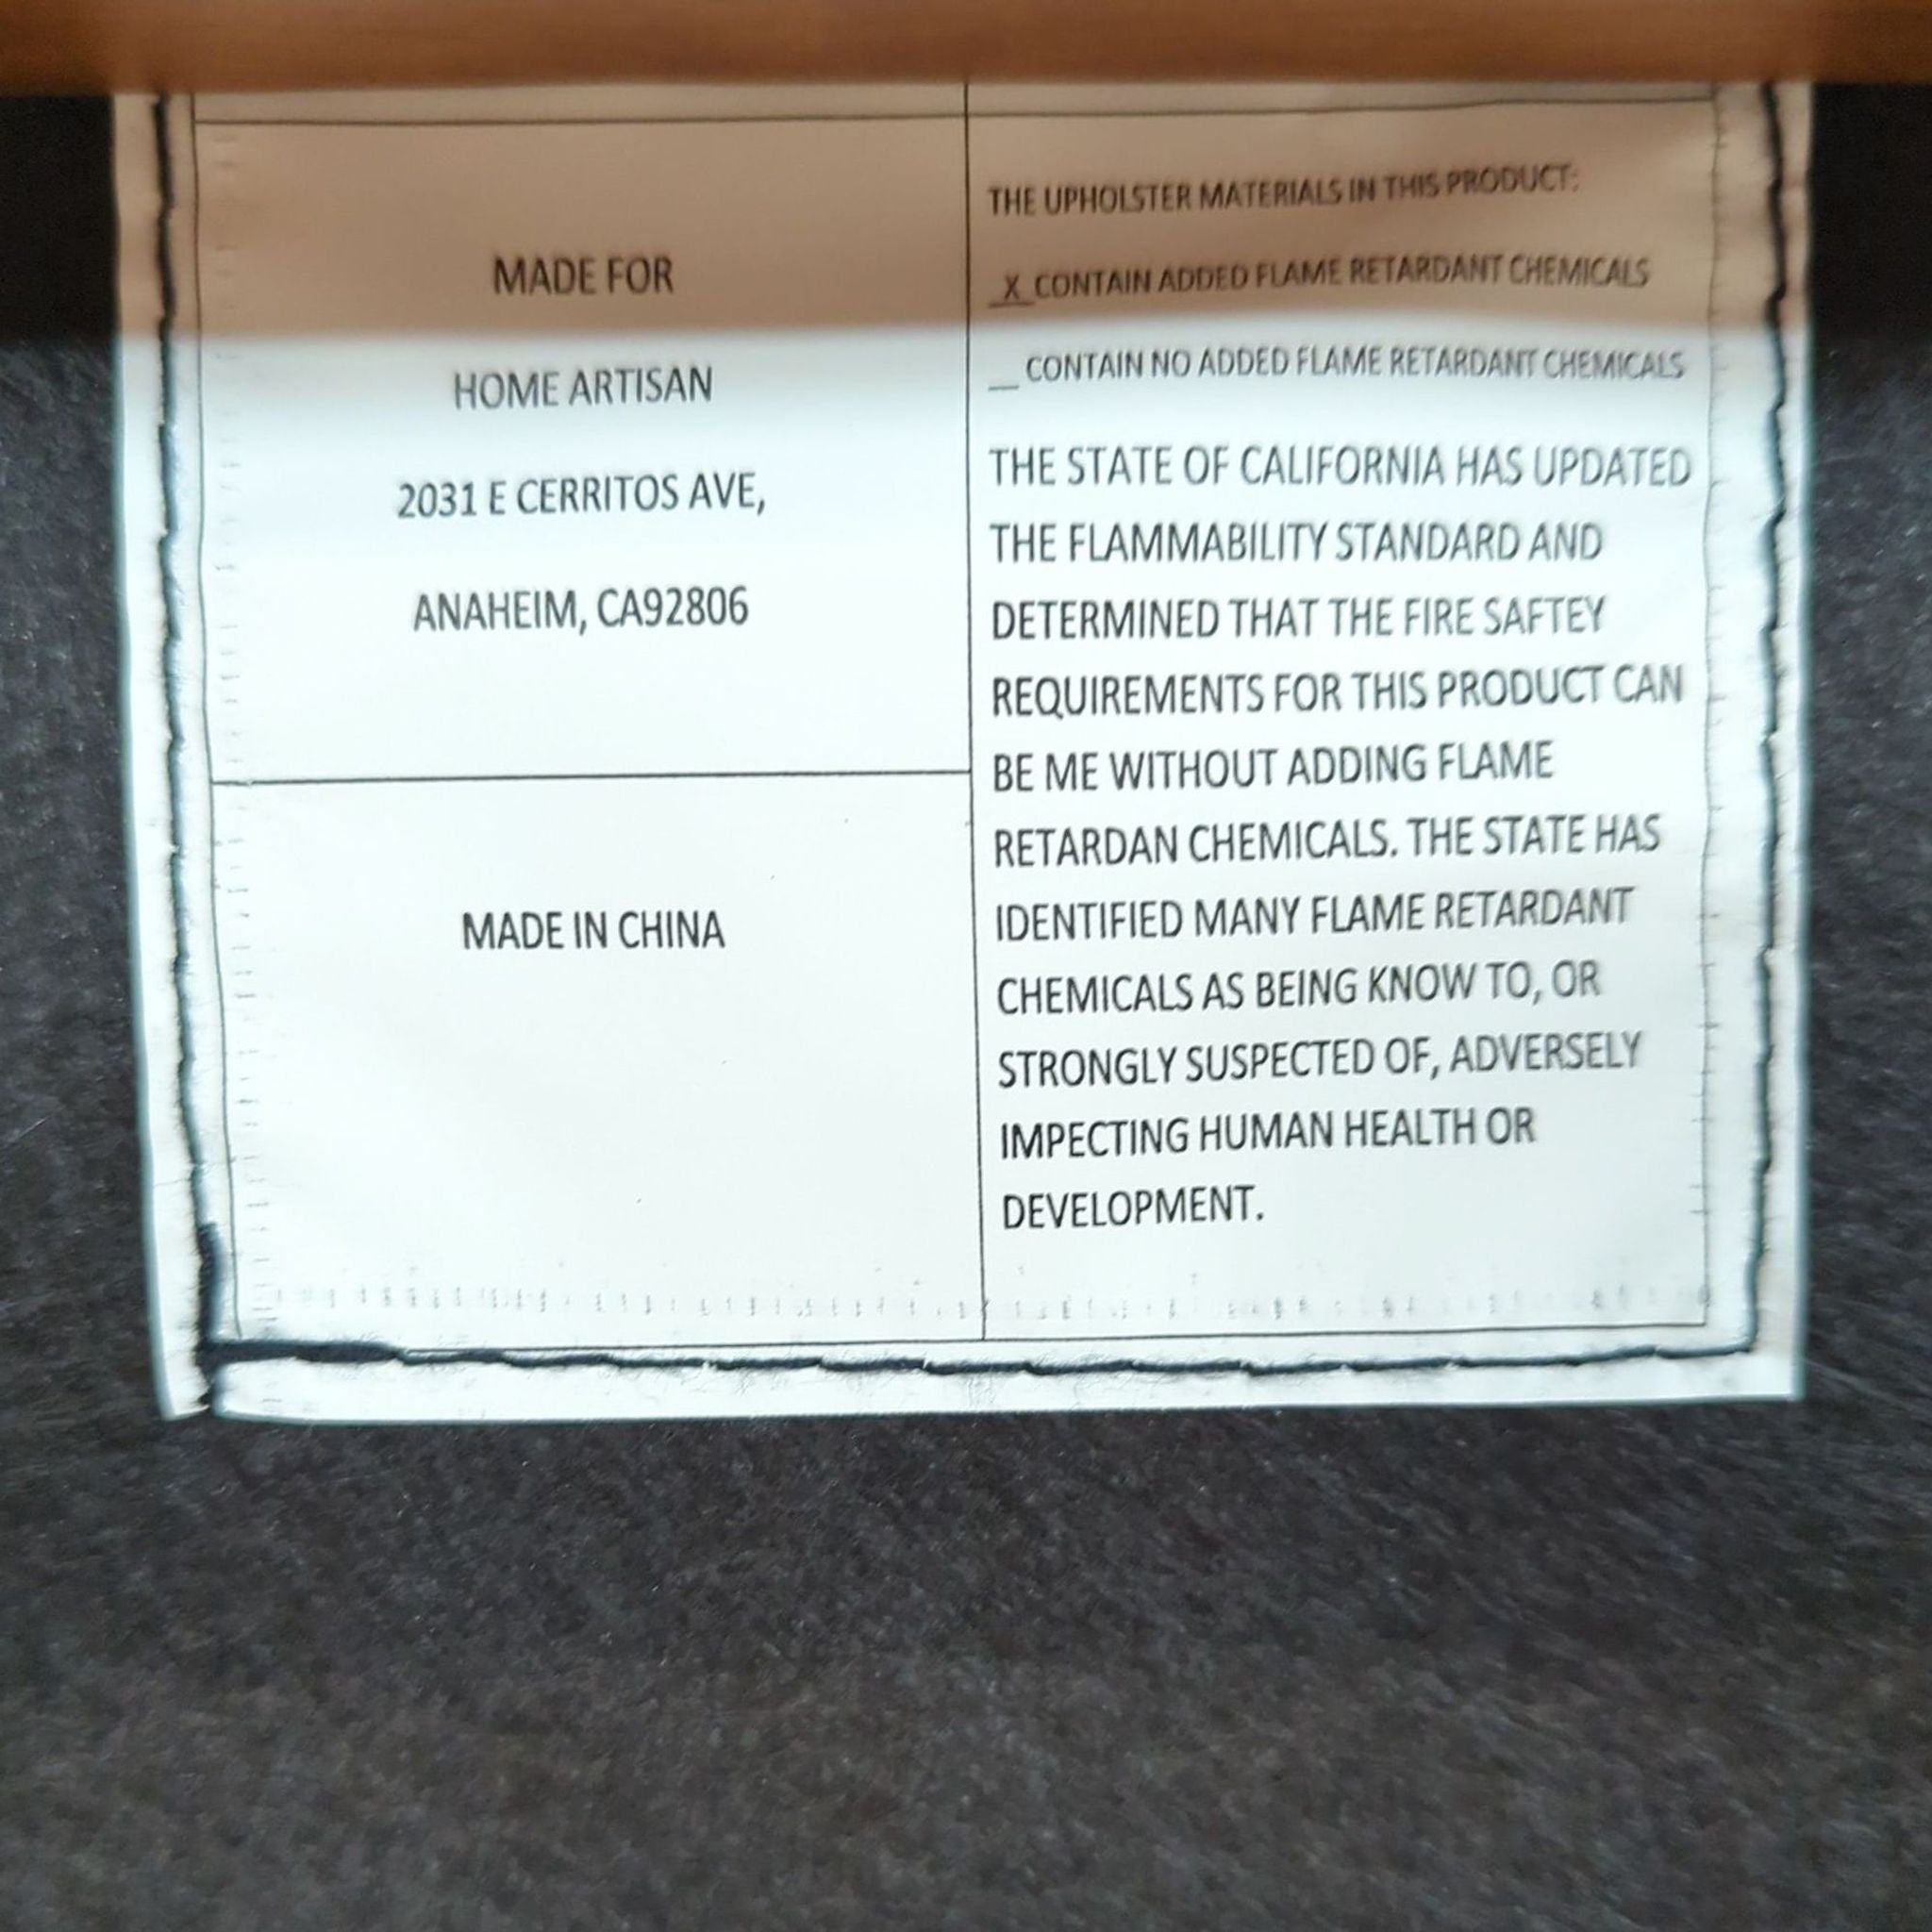 MADE FOR
HOME ARTISAN
2031 E CERRITOS AVE,
ANAHEIM, CA92806
MADE IN CHINA
THE UPHOLSTER MATERIALS IN THIS PRODUCT:
_X_CONTAIN ADDED FLAME RETARDANT CHEMICALS
__ CONTAIN NO ADDED FLAME RETARDANT CHEMICALS
THE STATE OF CALIFORNIA HAS UPDATED
THE FLAMMABILITY STANDARD AND
DETERMINED THAT THE FIRE SAFTEY
REQUIREMENTS FOR THIS PRODUCT CAN
BE ME WITHOUT ADDING FLAME
RETARDAN CHEMICALS. THE STATE HAS
IDENTIFIED MANY FLAME RETARDANT
CHEMICALS AS BEING KNOW TO, OR
STRONGLY SUSPECTED OF, ADVERSELY
IMPECTING HUMAN HEALTH OR
DEVELOPMENT.